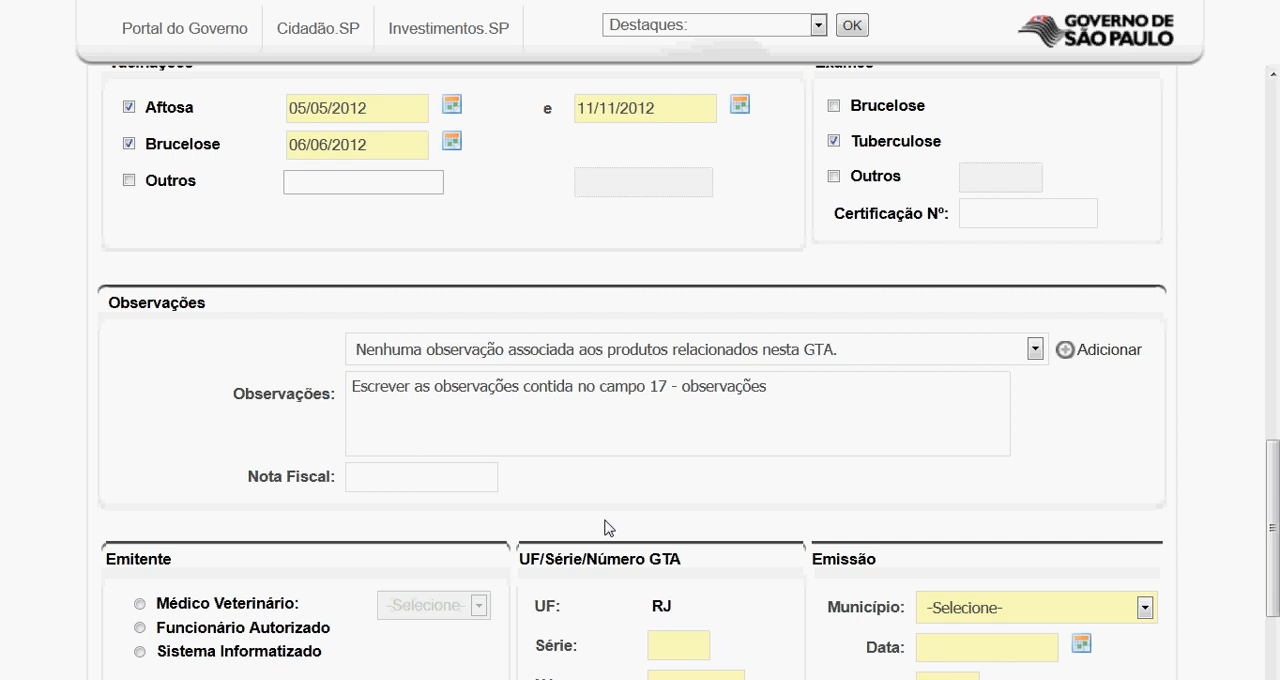 Portal do Governo
Cidadão.SP
Investimentos.SP
Destaques:
OK
GOVERNO DE
SÃO PAULO
Aftosa
05/05/2012
e
11/11/2012
Brucelose
06/06/2012
Outros
Brucelose
Tuberculose
Outros
Certificação Nº:
Observações
Nenhuma observação associada aos produtos relacionados nesta GTA.
Adicionar
Observações:
Escrever as observações contida no campo 17 - observações
Nota Fiscal:
Emitente
Médico Veterinário:
-Selecione-
Funcionário Autorizado
Sistema Informatizado
UF/Série/Número GTA
UF:
RJ
Série:
Emissão
Município:
-Selecione-
Data: